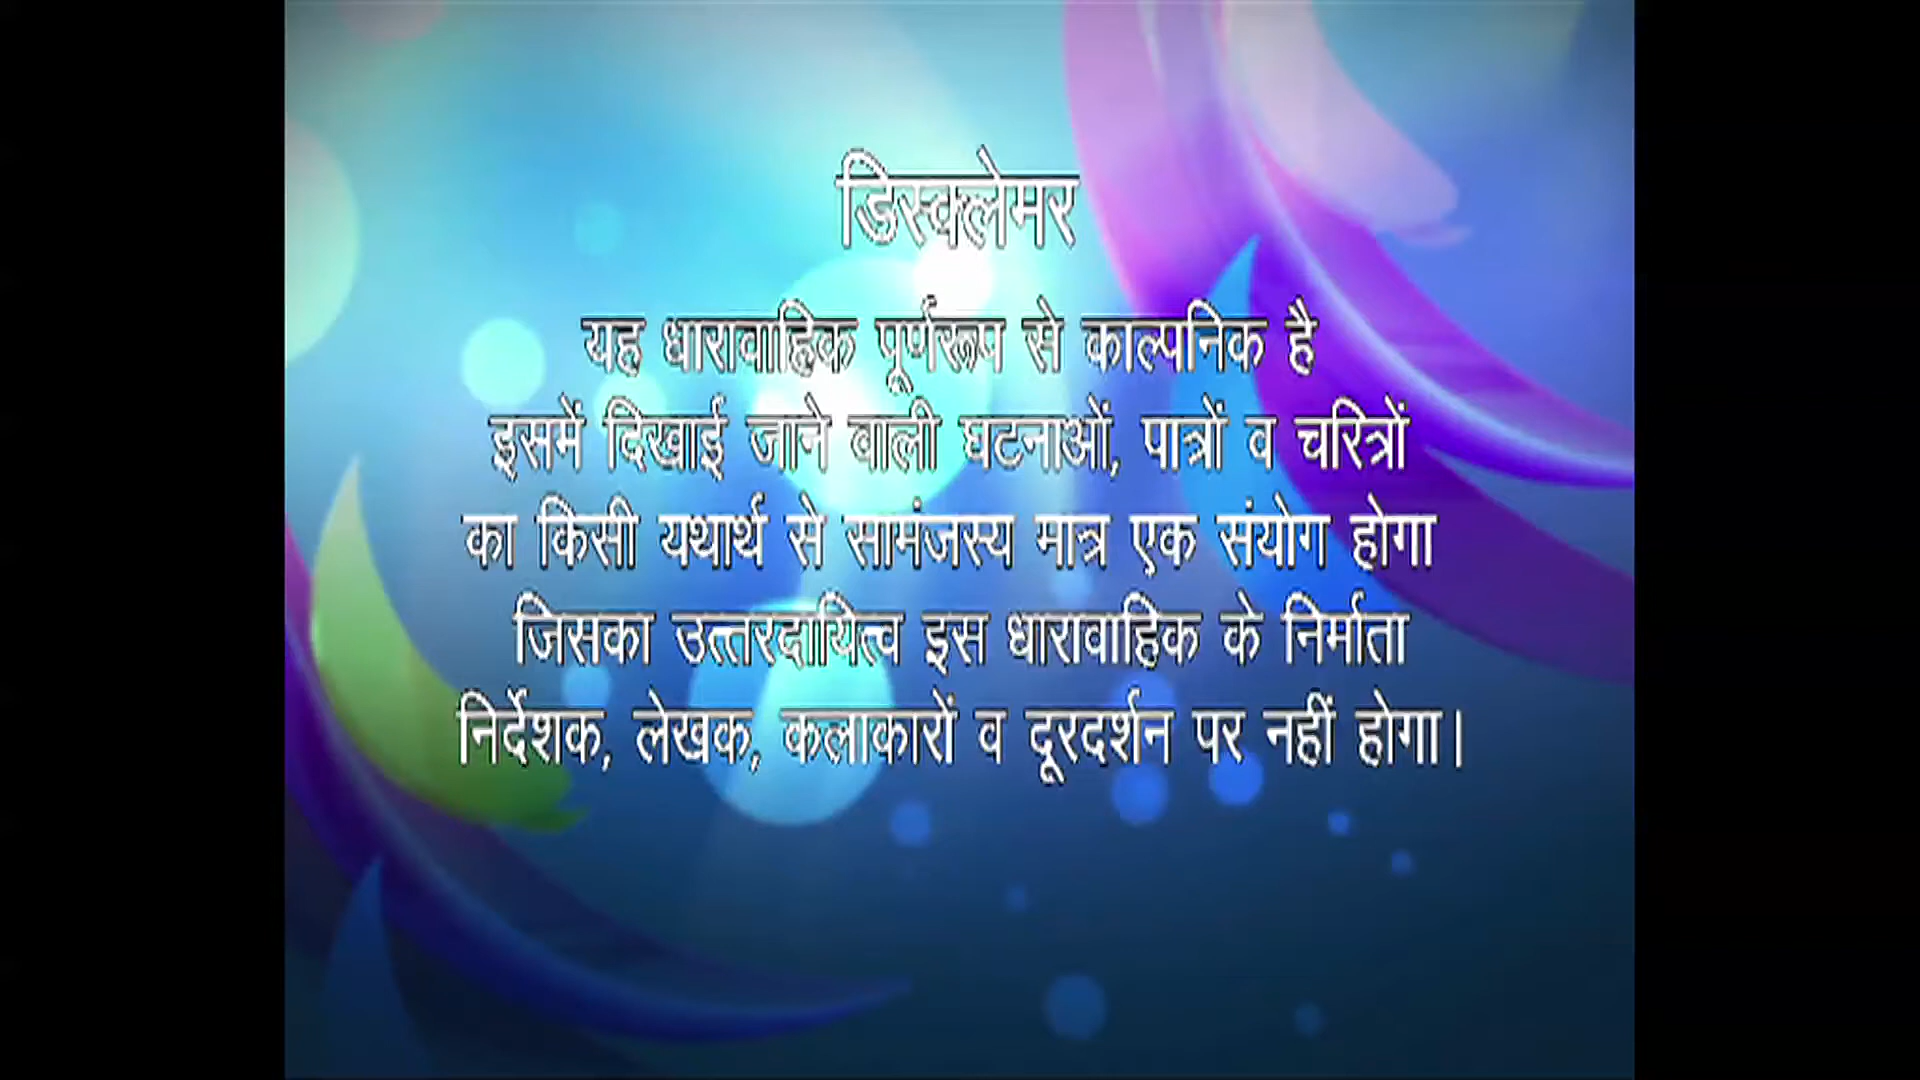 डिस्क्लेमर
यह धारावाहिक पूर्णरूप से काल्पनिक है
इसमें दिखाई जाने वाली घटनाओं, पात्रों व चरित्रों
का किसी यथार्थ से सामंजस्य मात्र एक संयोग होगा
जिसका उत्तरदायित्व इस धारावाहिक के निर्माता
निर्देशक, लेखक, कलाकारों व दूरदर्शन पर नहीं होगा।